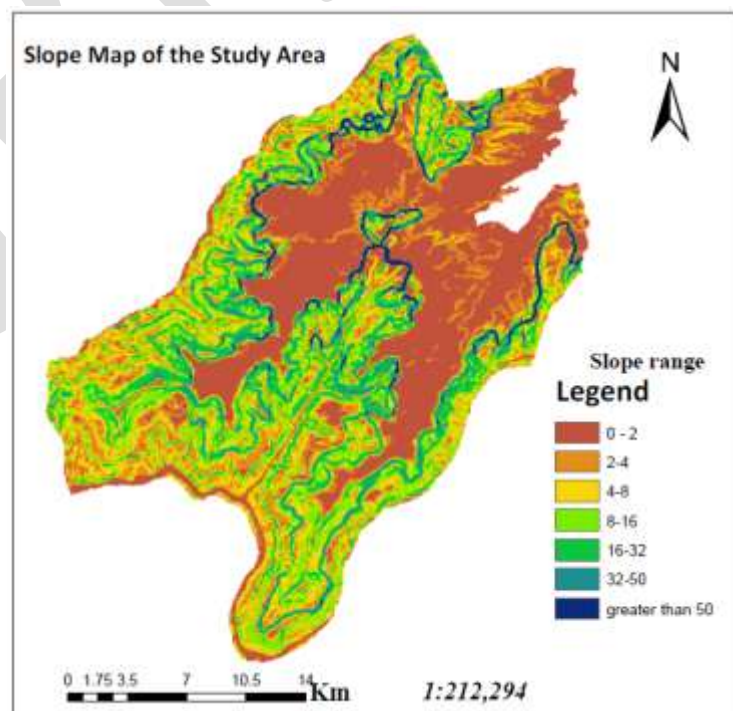 Slope Map of the Study Area
N
Slope range
Legend
0 - 2
2-4
4-8
8-16
16-32
32-50
greater than 50
0 1.75 3.5 7 10.5 14
Km
1:212,294